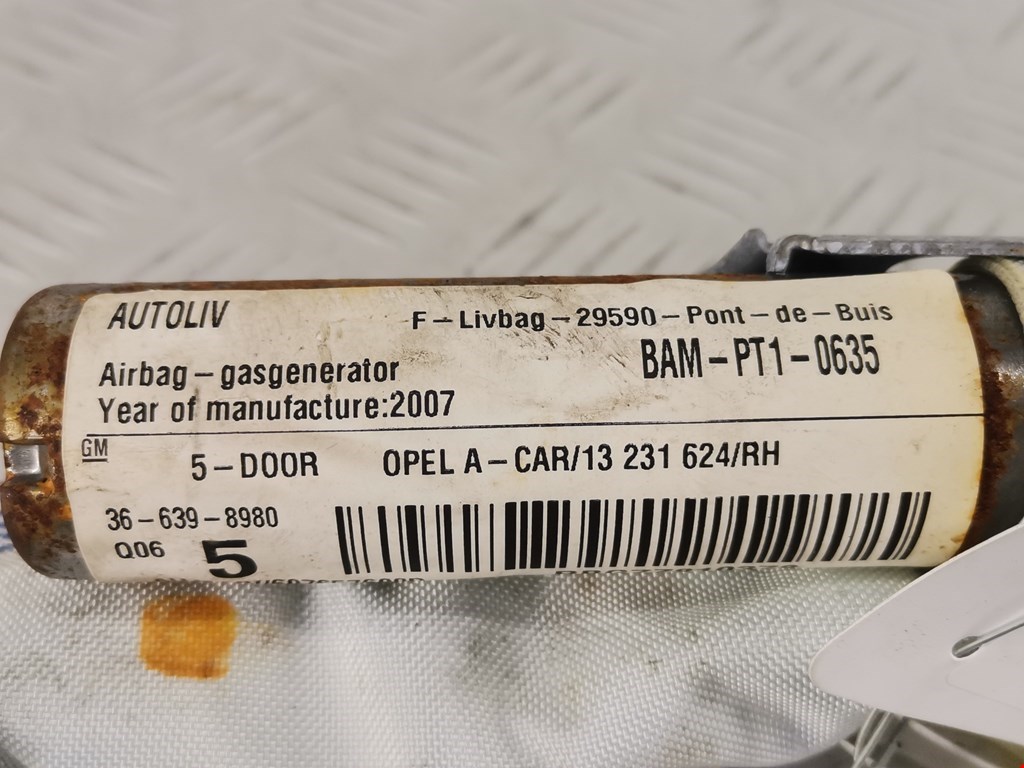 AUTOLIV
F-Livbag-29590-Pont-de-Buis
Airbag-gasgenerator
BAM-PT1-0635
Year of manufacture:2007
GM
5-DOOR OPEL A-CAR/13 231 624/RH
36-639-8980
Q06 5